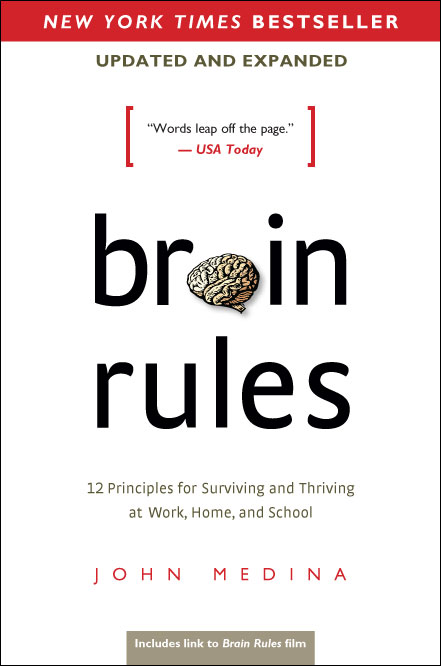 NEW YORK TIMES BESTSELLER
UPDATED AND EXPANDED
“Words leap off the page.”
— USA Today
br in
rules
12 Principles for Surviving and Thriving
at Work, Home, and School
JOHN MEDINA
Includes link to Brain Rules film